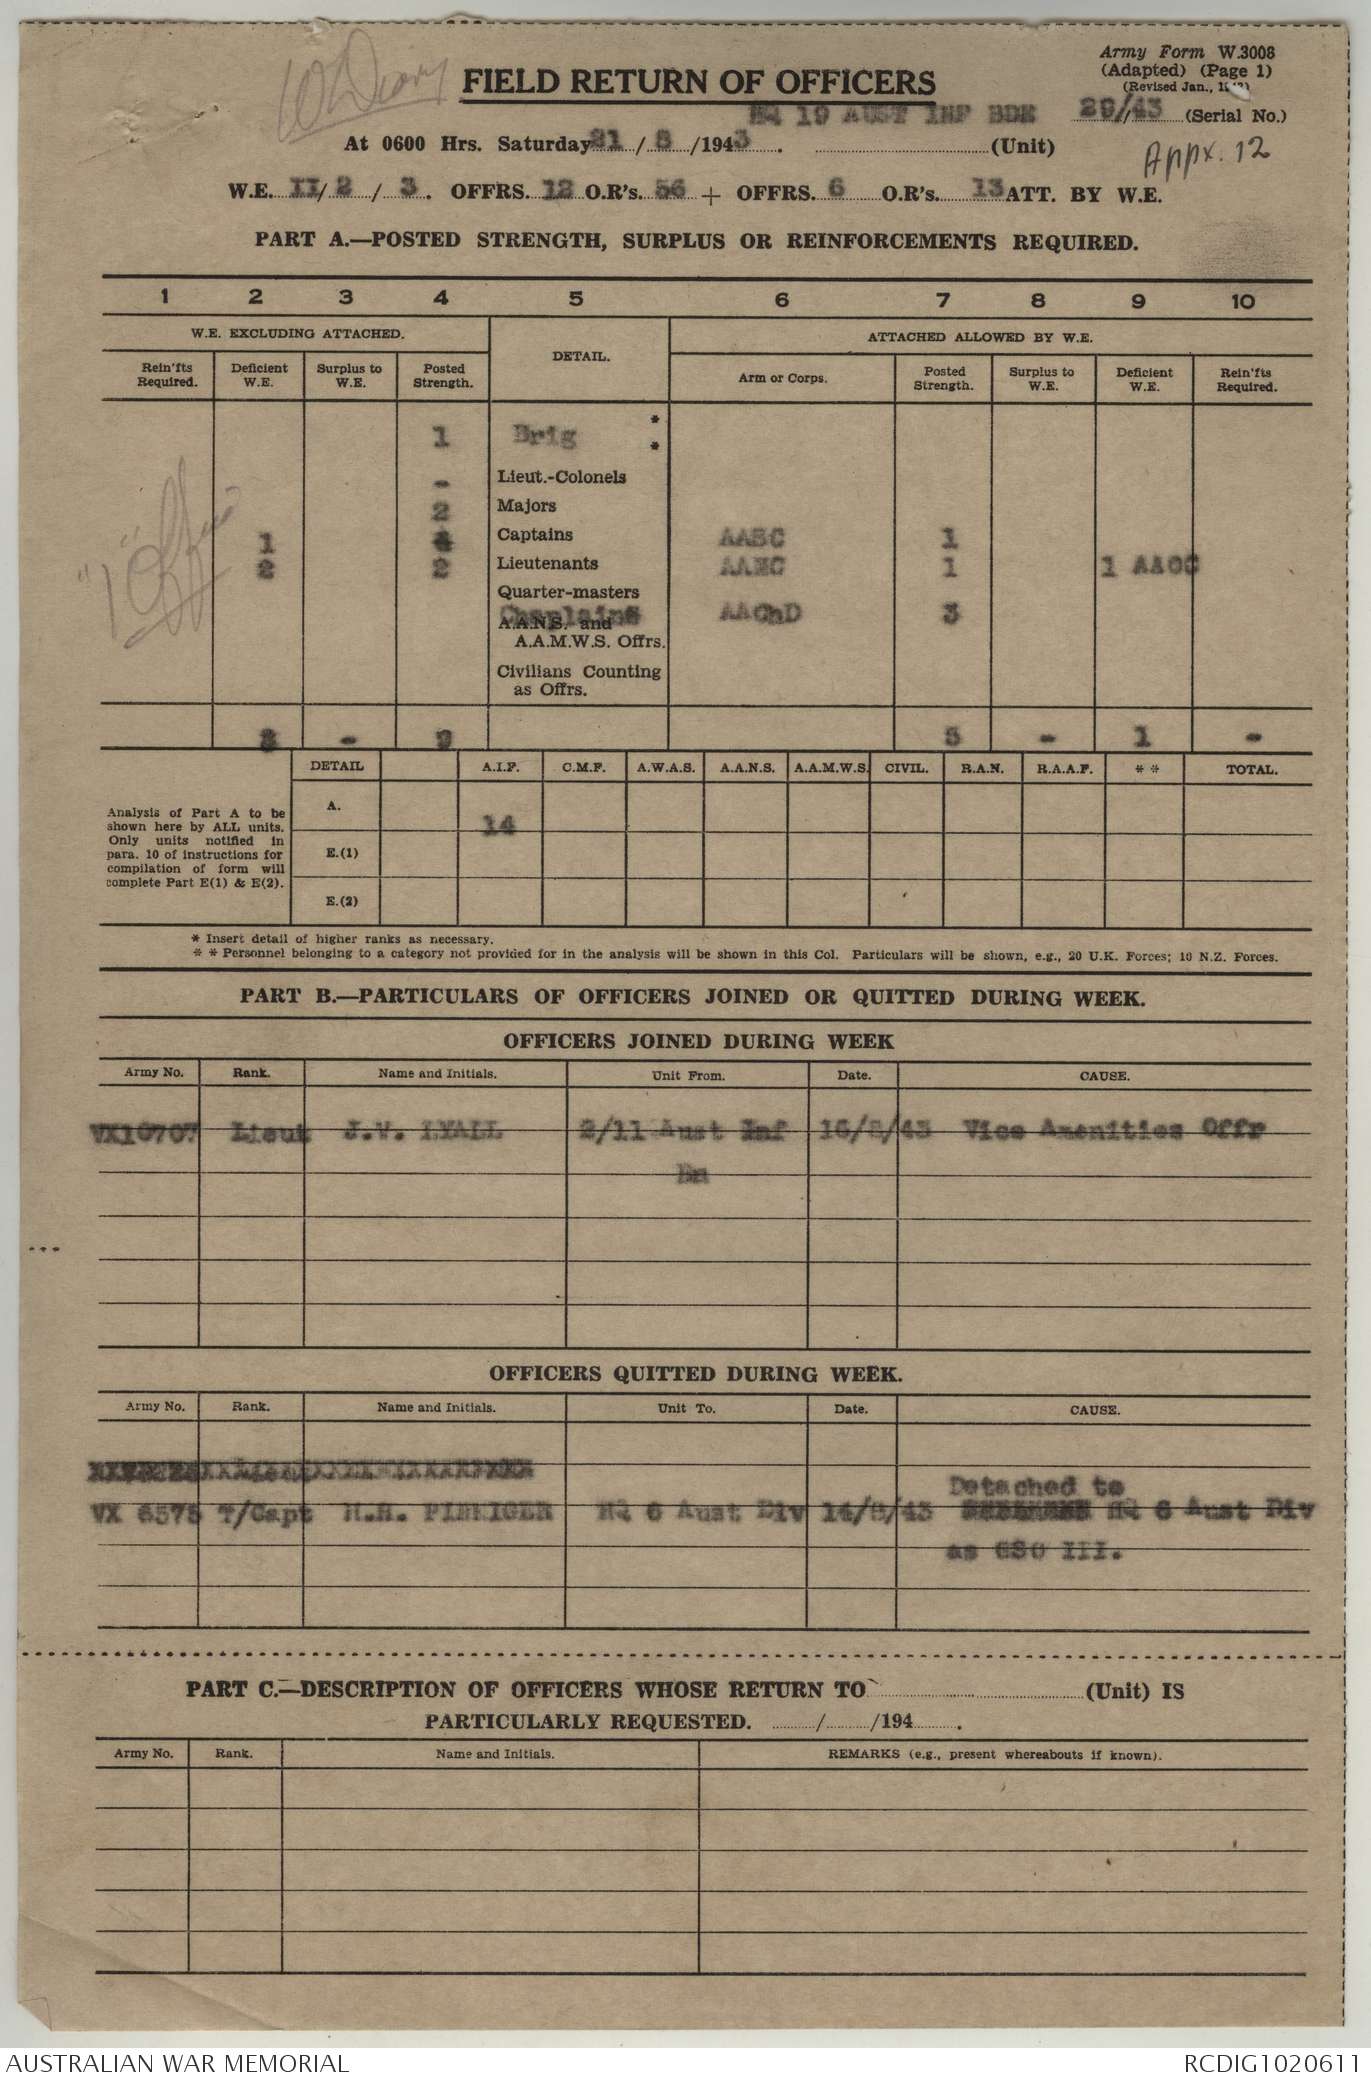 W Diary
Army Form W.3008
(Adapted) (Page 1)
(Revised Jan.,
FIELD RETURN OF OFFICERS
HQ 19 AUST INF BDE 29/43 (Serial No.)
At 0600 Hrs. Saturday 21/8/1943. (Unit)
Appx. 12
W.E. II/2/3. OFFRS. 12 O.R's. 56 + OFFRS. 6 O.R's. 13 ATT. BY W.E.
PART A.—POSTED STRENGTH, SURPLUS OR REINFORCEMENTS REQUIRED.
1 2 3 4 5 6 7 8 9 10
W.E. EXCLUDING ATTACHED. DETAIL. ATTACHED ALLOWED BY W.E.
Rein'fts Required. Deficient W.E. Surplus to W.E. Posted Strength. Arm or Corps. Posted Strength. Surplus to W.E. Deficient W.E. Rein'fts Required.
1 Brig *
*
- Lieut.-Colonels
2 Majors
1 4 Captains AASC 1
2 2 Lieutenants AAMC 1 1 AACC
Quarter-masters
Chaplains AAChD 3
A.A.N.S. and
A.A.M.W.S. Offrs.
Civilians Counting
as Offrs.
3 - 9 5 - 1 -
DETAIL A.I.F. C.M.F. A.W.A.S. A.A.N.S. A.A.M.W.S. CIVIL. R.A.N. R.A.A.F. * * TOTAL.
Analysis of Part A to be
shown here by ALL units.
Only units notified in
para. 10 of instructions for
compilation of form will
complete Part E(1) & E(2).
A. 14
E.(1)
E.(2)
* Insert detail of higher ranks as necessary.
* * Personnel belonging to a category not provided for in the analysis will be shown in this Col. Particulars will be shown, e.g., 20 U.K. Forces; 10 N.Z. Forces.
PART B.—PARTICULARS OF OFFICERS JOINED OR QUITTED DURING WEEK.
OFFICERS JOINED DURING WEEK
Army No. Rank. Name and Initials. Unit From. Date. CAUSE.
VX10707 Lieut J.V. LYALL 2/11 Aust Inf 16/8/43 Vice Amenities Offr
Bn
OFFICERS QUITTED DURING WEEK.
Army No. Rank. Name and Initials. Unit To. Date. CAUSE.
Detached to
VX 6575 T/Capt HQ 6 Aust Div 14/8/43 HQ 6 Aust Div
as GSO III.
PART C.—DESCRIPTION OF OFFICERS WHOSE RETURN TO (Unit) IS
PARTICULARLY REQUESTED. / /194 .
Army No. Rank. Name and Initials. REMARKS (e.g., present whereabouts if known).
AUSTRALIAN WAR MEMORIAL RCDIG1020611